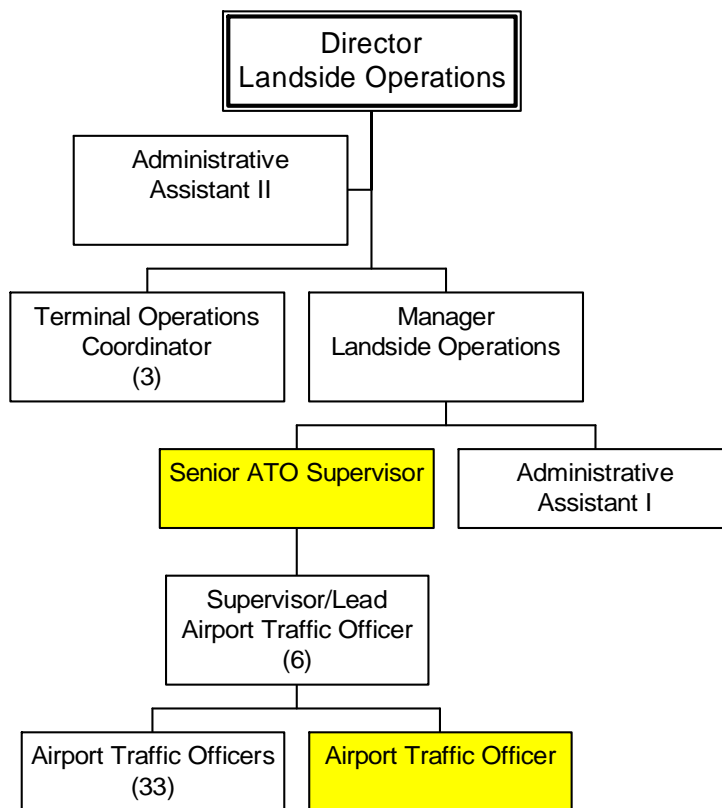 Director
Landside Operations
Administrative
Assistant II
Terminal Operations
Coordinator
(3)
Manager
Landside Operations
Senior ATO Supervisor
Administrative
Assistant I
Supervisor/Lead
Airport Traffic Officer
(6)
Airport Traffic Officers
(33)
Airport Traffic Officer